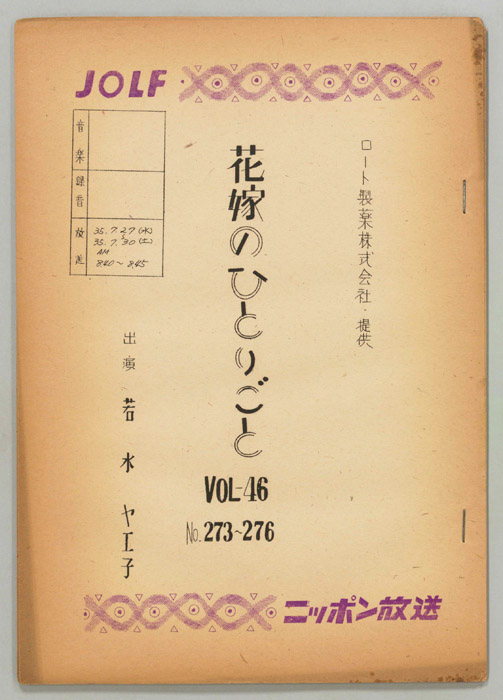 JOLF
ロート製薬株式会社・提供
花嫁のひとりごと
VOL-46
No. 273~276
音楽録音
放送
35.7.27(水)
35.7.30(土)
AM
8.40~8.45
出演 若水ヤエ子
ニッポン放送